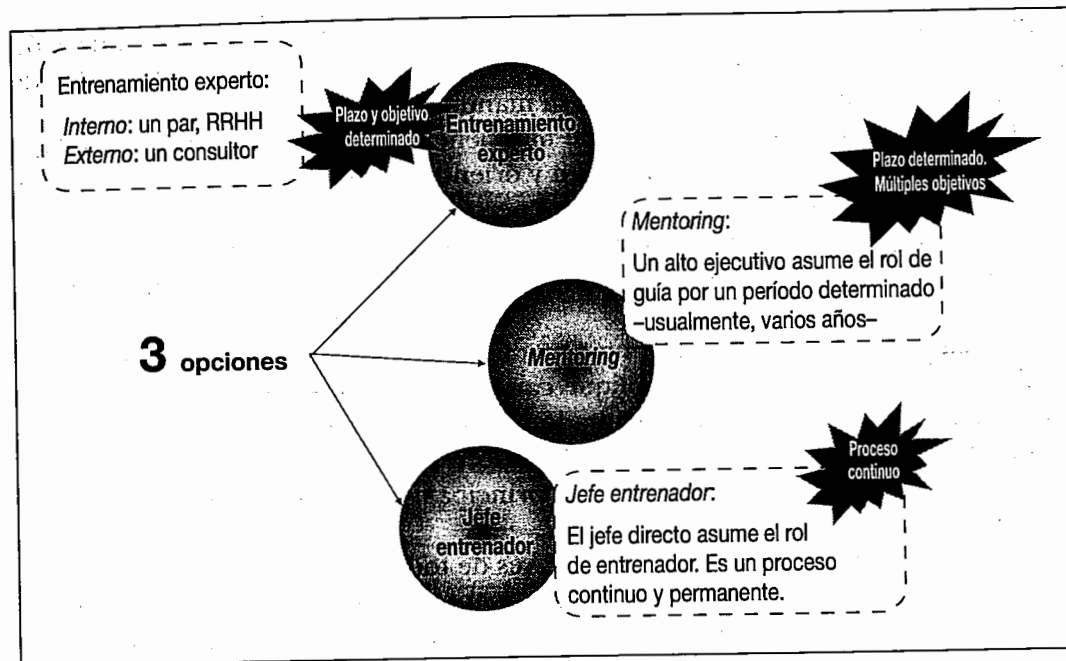 Entrenamiento experto:
Interno: un par, RRHH
Externo: un consultor
Plazo y objetivo
determinado
Entrenamiento
experto
Plazo determinado.
Múltiples objetivos
Mentoring:
Un alto ejecutivo asume el rol de
guía por un período determinado
–usualmente, varios años–
3 opciones
Mentoring
Proceso
continuo
Jefe entrenador:
El jefe directo asume el rol
de entrenador. Es un proceso
continuo y permanente.
Jefe
entrenador